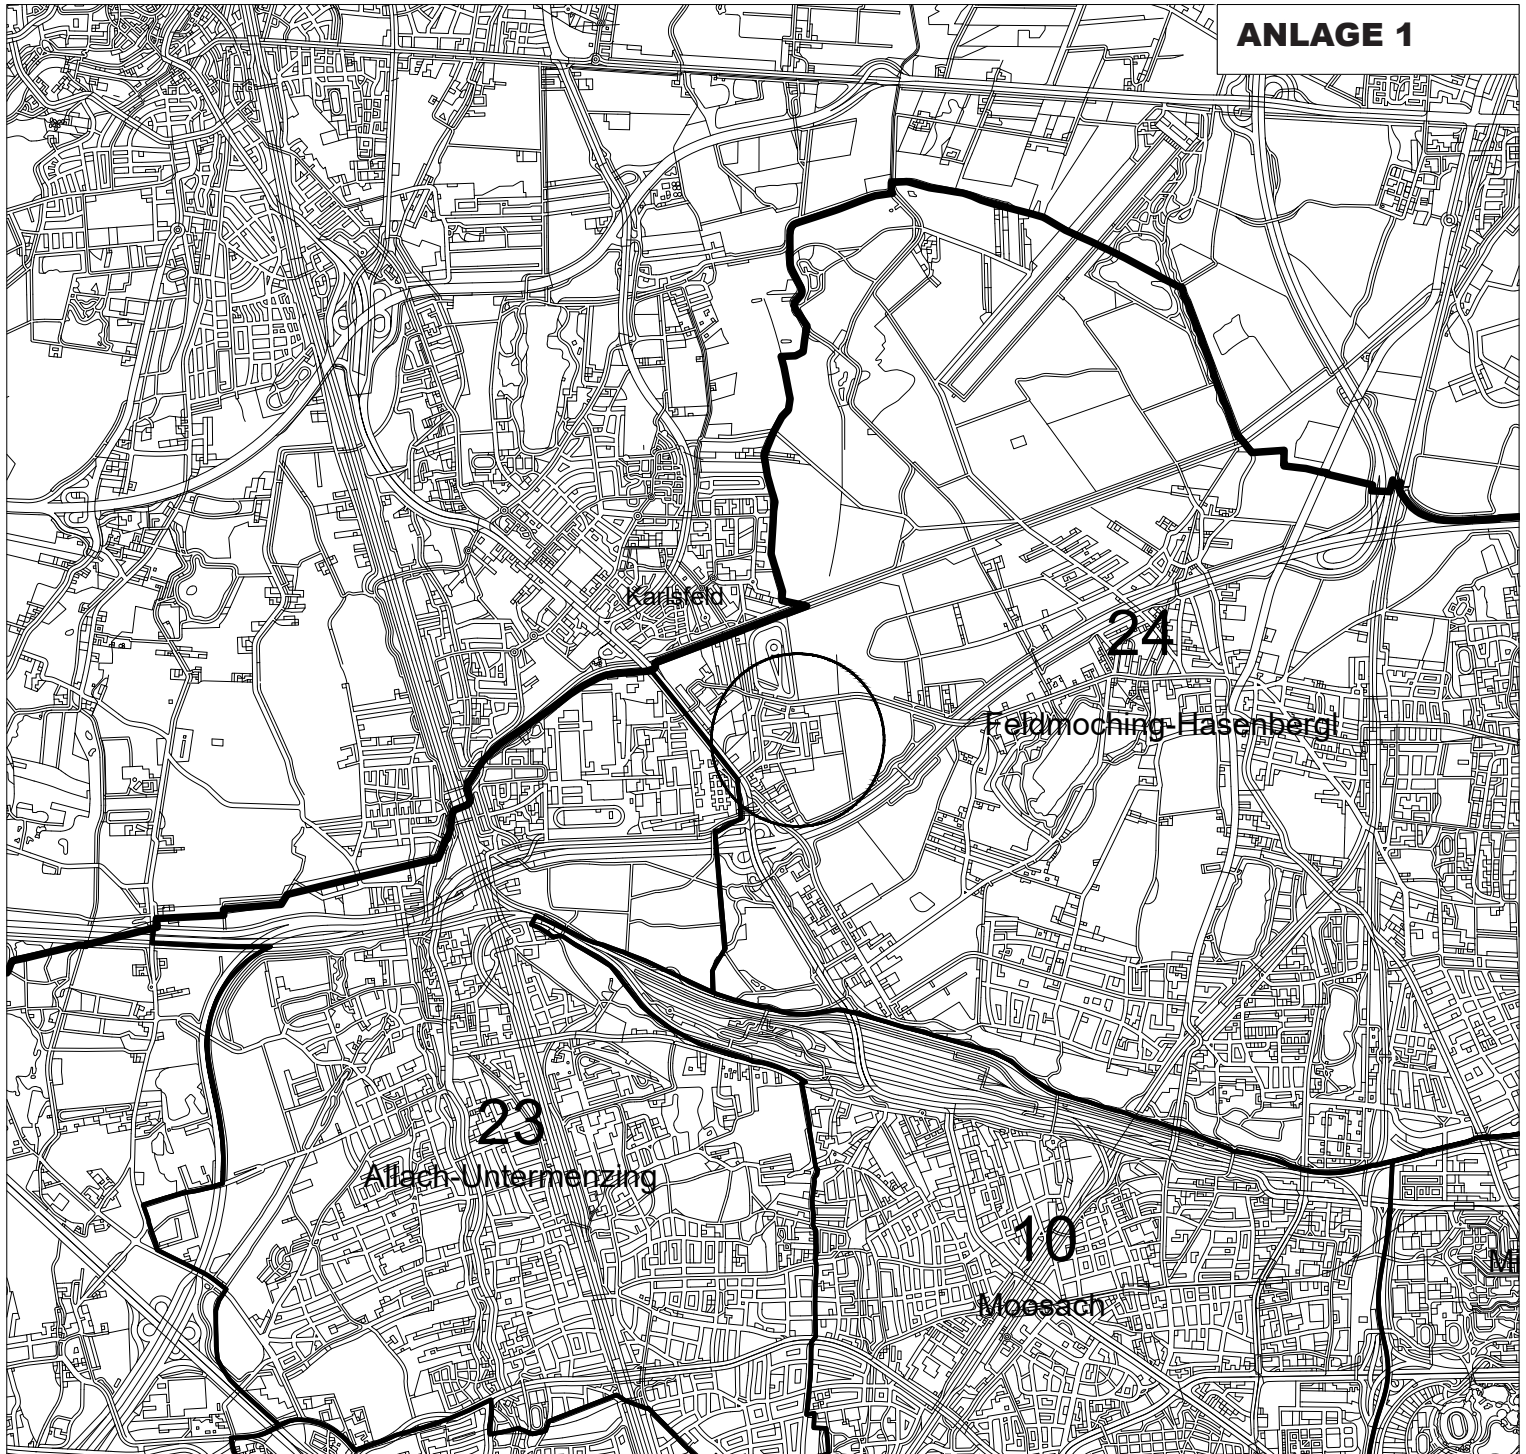 ANLAGE 1
Karlsfeld
24
Feldmoching-Hasenbergl
23
Allach-Untermenzing
10
Moosach